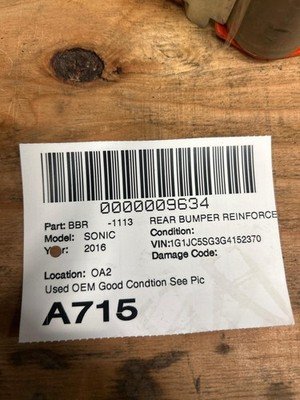 0000009634
Part: BBR -1113 REAR BUMPER REINFORCE
Model: SONIC Condition:
Year: 2016 VIN:1G1JC5SG3G4152370
Damage Code:
Location: OA2
Used OEM Good Condtion See Pic
A715